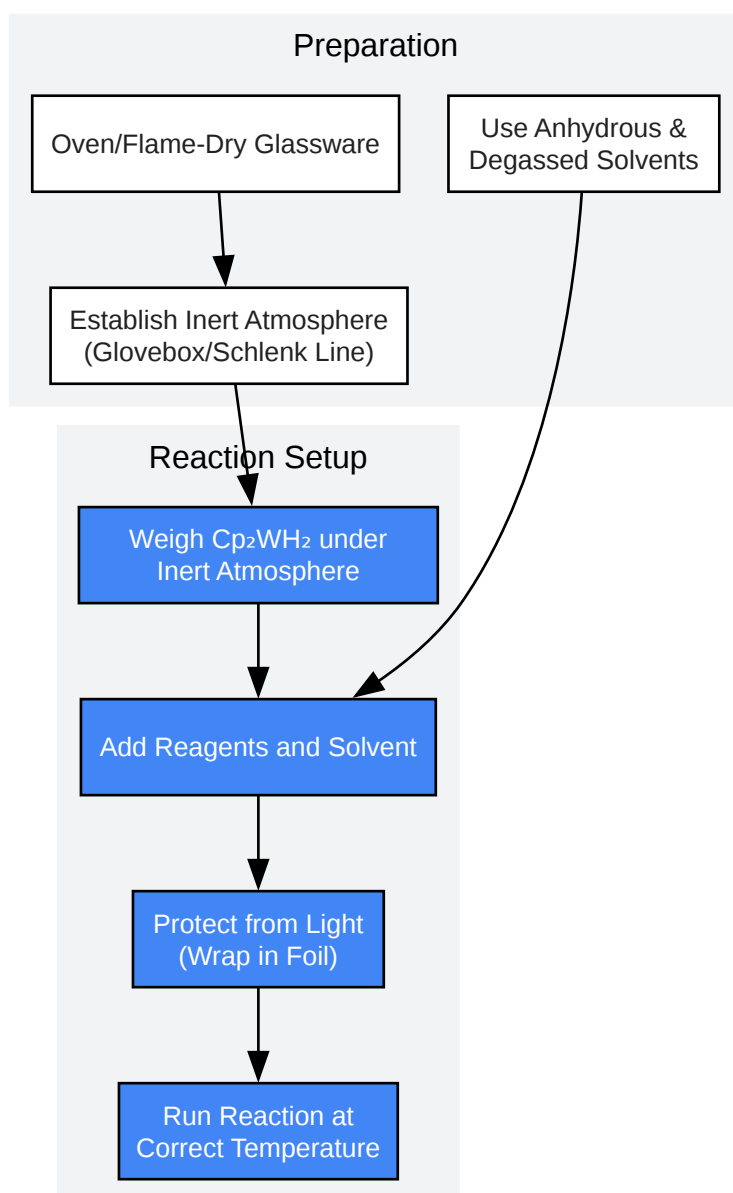 Preparation
Oven/Flame-Dry Glassware
Use Anhydrous &
Degassed Solvents
Establish Inert Atmosphere
(Glovebox/Schlenk Line)
Reaction Setup
Weigh Cp₂WH₂ under
Inert Atmosphere
Add Reagents and Solvent
Protect from Light
(Wrap in Foil)
Run Reaction at
Correct Temperature